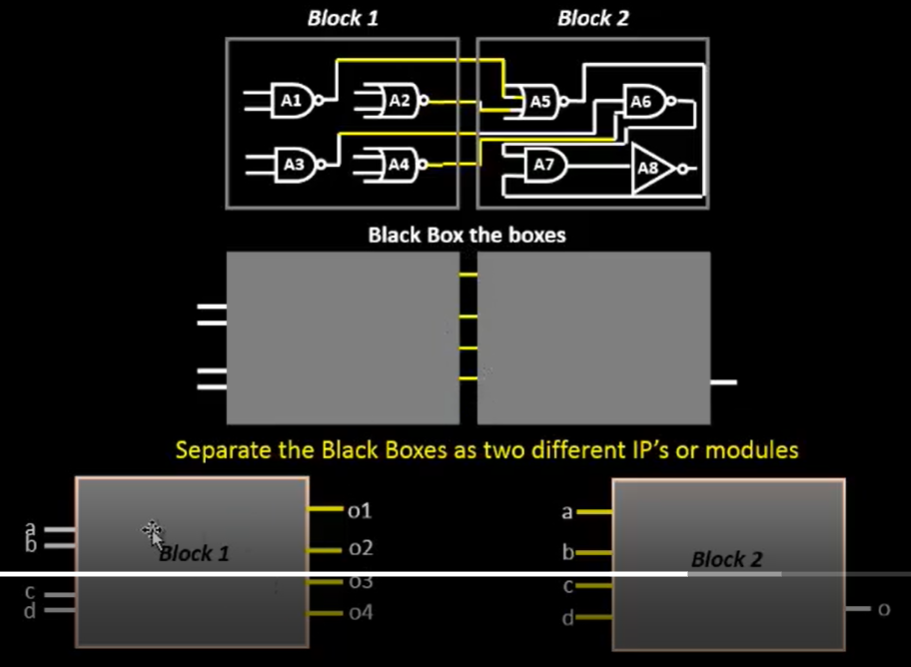 Block 1
Block 2
A1
A2
A5
A6
A3
A4
A7
A8
Black Box the boxes
Separate the Black Boxes as two different IP's or modules
a
b
c
d
Block 1
o1
o2
o3
o4
a
b
c
d
Block 2
o